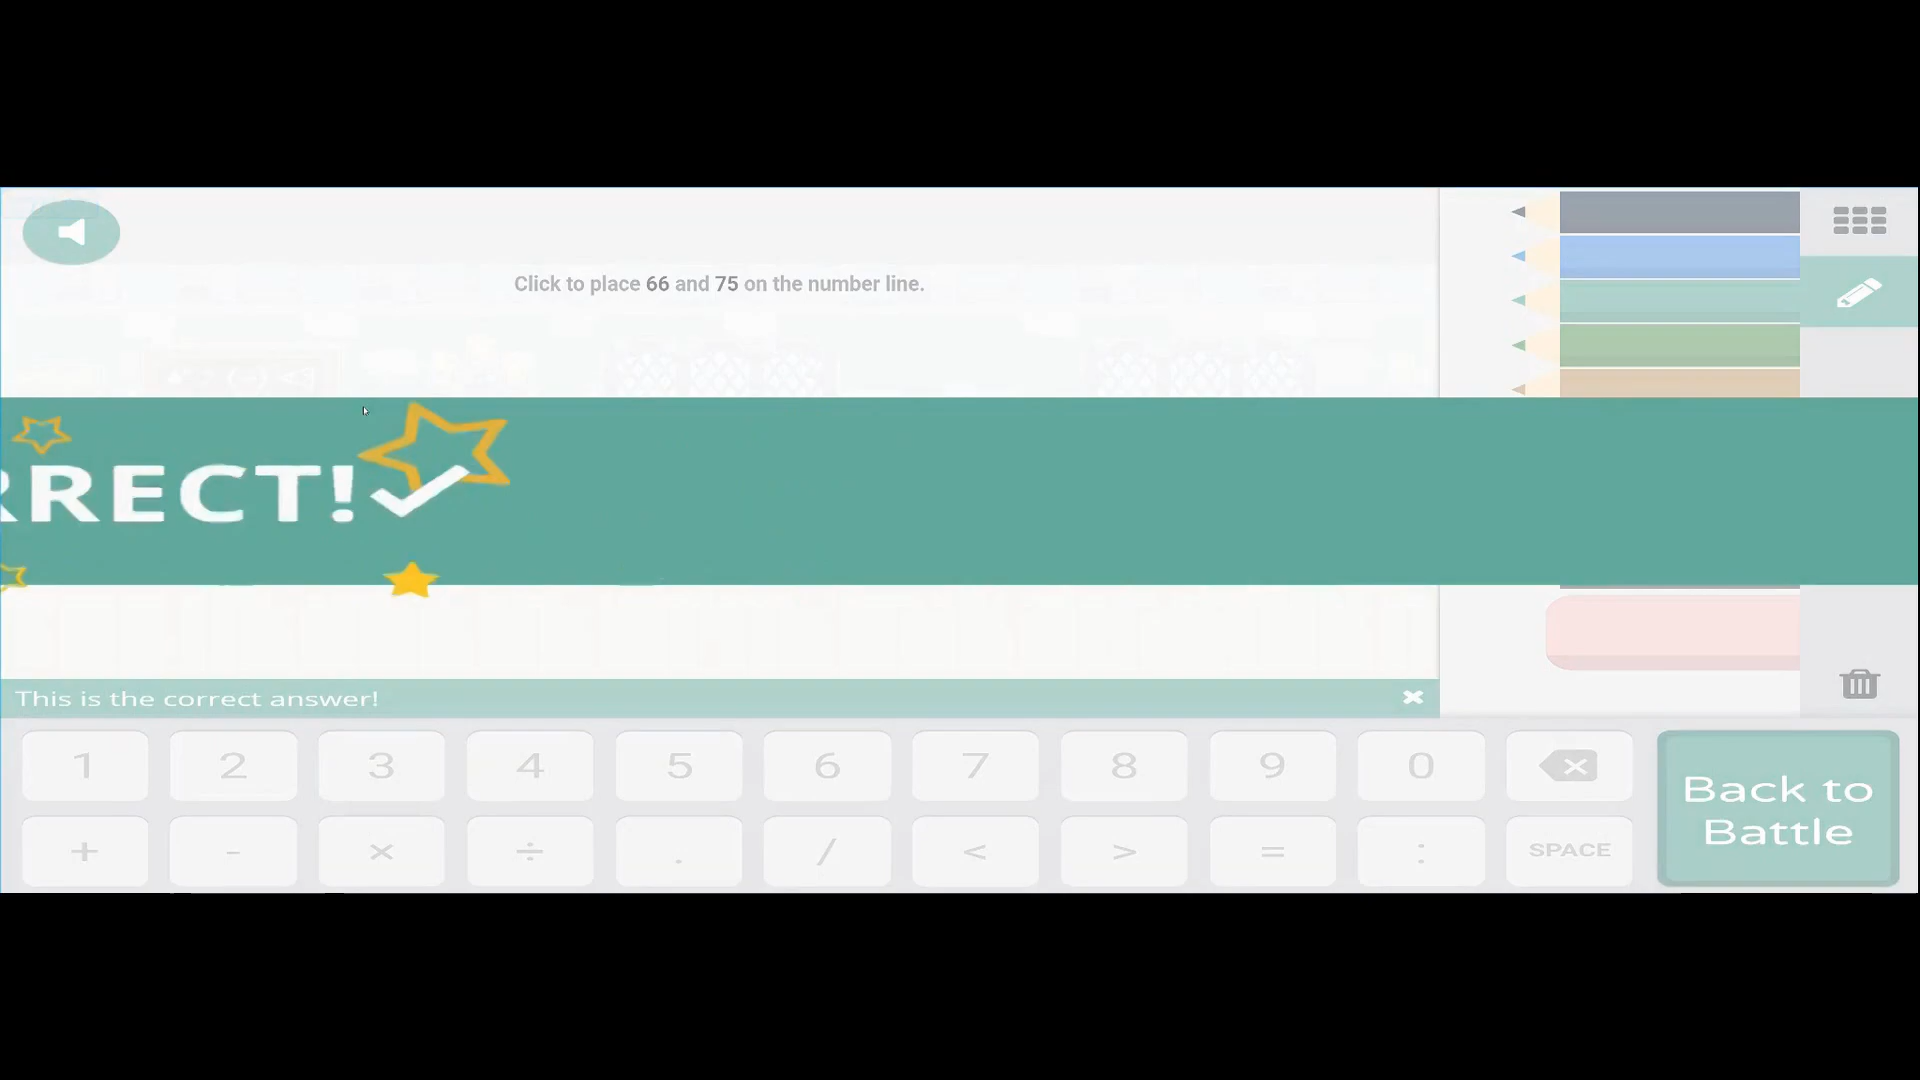 Click to place 66 and 75 on the number line.
RRECT!
This is the correct answer!
1 2 3 4 5 6 7 8 9 0
+ - × ÷ . / < > = : SPACE
Back to
Battle